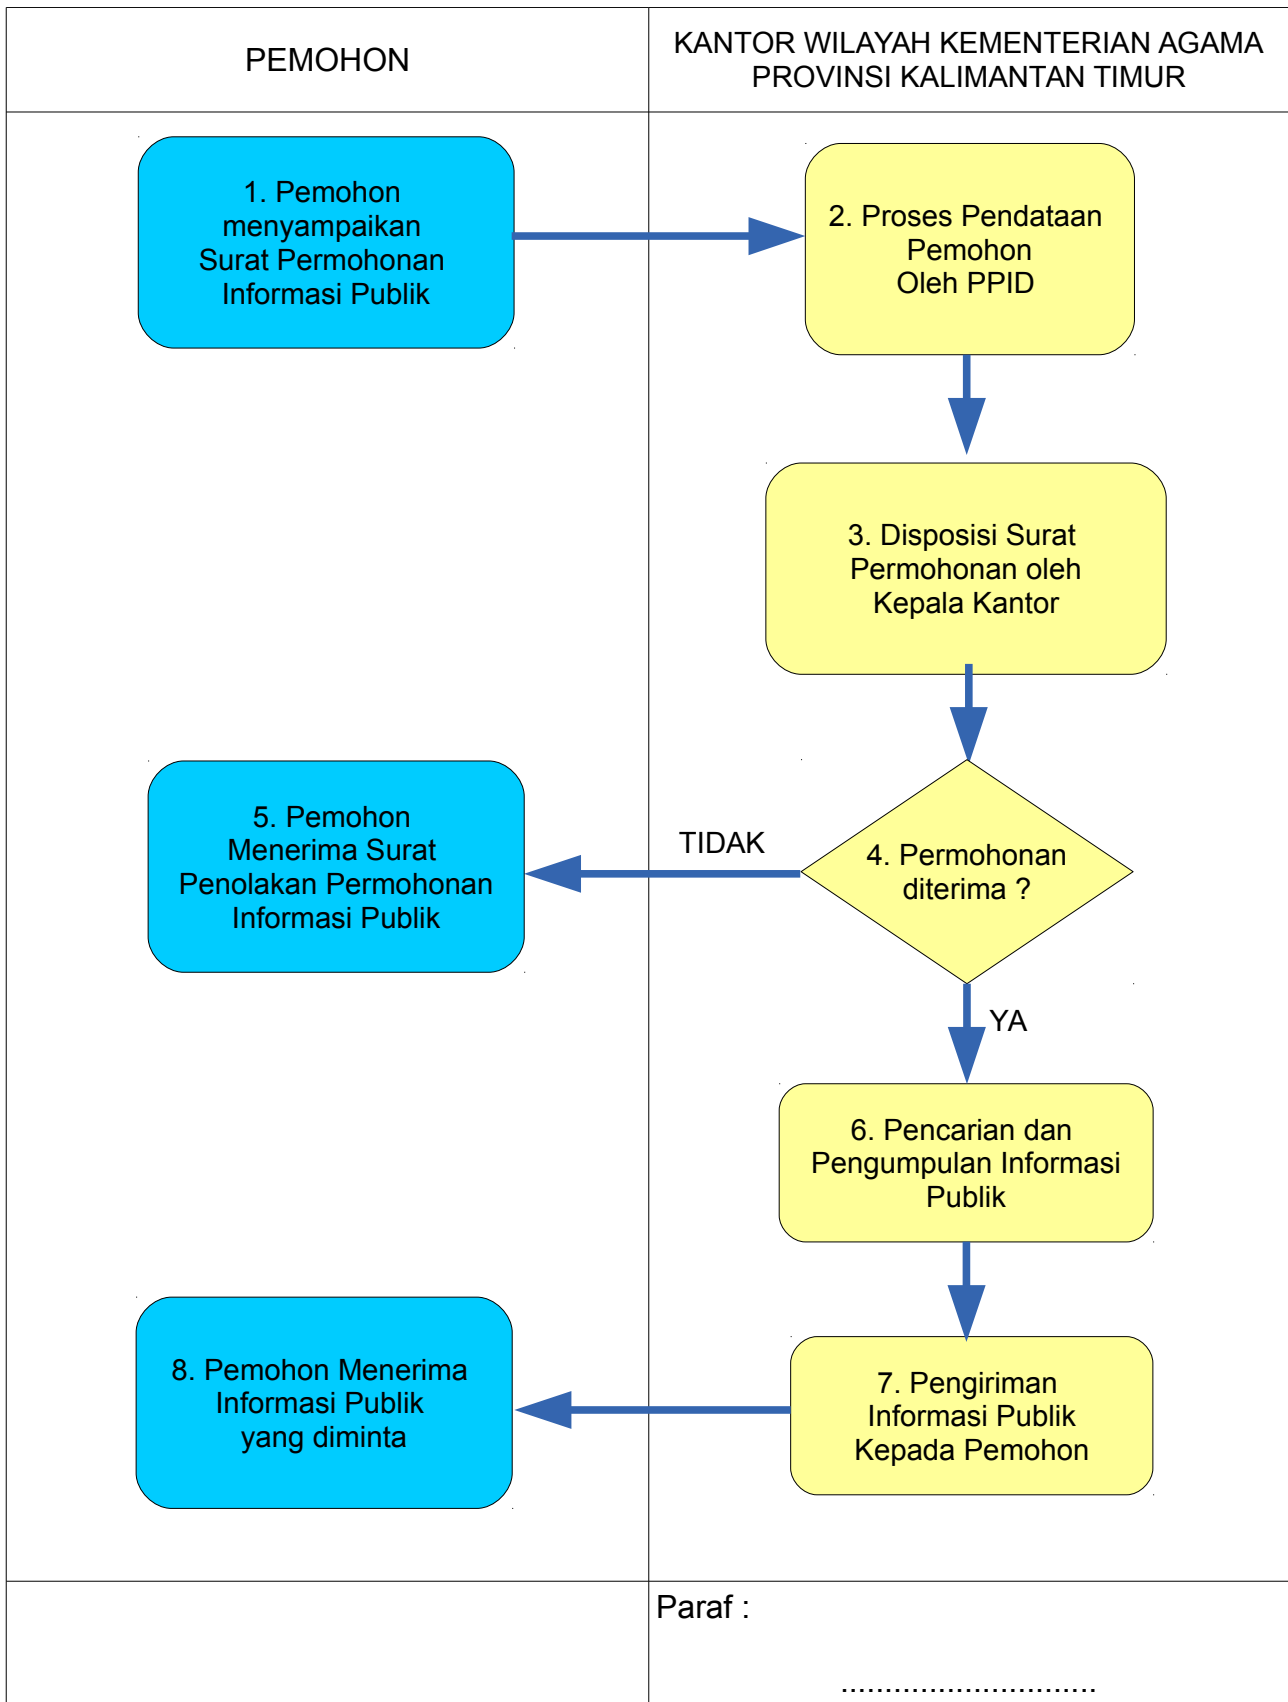 PEMOHON
KANTOR WILAYAH KEMENTERIAN AGAMA
PROVINSI KALIMANTAN TIMUR
1. Pemohon
menyampaikan
Surat Permohonan
Informasi Publik
2. Proses Pendataan
Pemohon
Oleh PPID
3. Disposisi Surat
Permohonan oleh
Kepala Kantor
4. Permohonan
diterima ?
TIDAK
5. Pemohon
Menerima Surat
Penolakan Permohonan
Informasi Publik
YA
6. Pencarian dan
Pengumpulan Informasi
Publik
7. Pengiriman
Informasi Publik
Kepada Pemohon
8. Pemohon Menerima
Informasi Publik
yang diminta
Paraf :
.............................